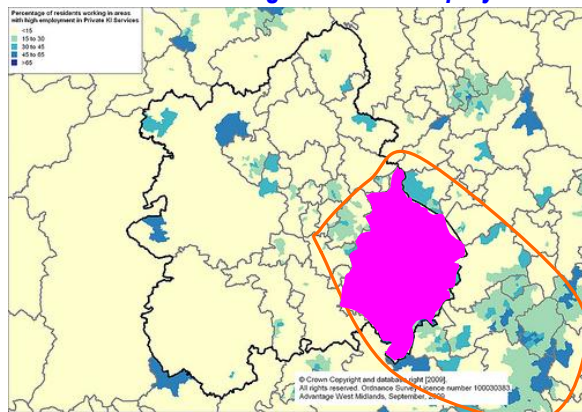 Percentage of residents working in areas
with high employment in Private KI Services
<15
15 to 30
30 to 45
45 to 65
>65
© Crown Copyright and database right [2009].
All rights reserved. Ordnance Survey Licence number 100030383.
Advantage West Midlands, September, 2009